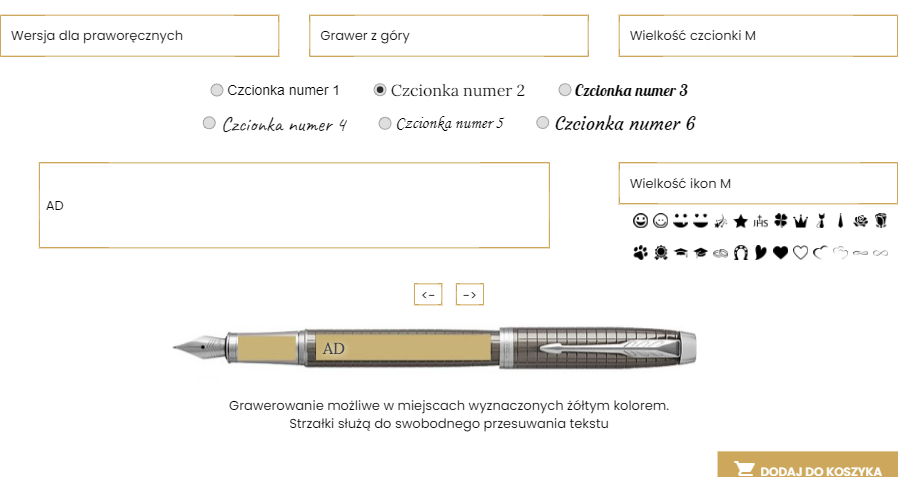 Wersja dla praworęcznych
Grawer z góry
Wielkość czcionki M
Czcionka numer 1
Czcionka numer 2
Czcionka numer 3
Czcionka numer 4
Czcionka numer 5
Czcionka numer 6
AD
Wielkość ikon M
IHS
<-
->
AD
Grawerowanie możliwe w miejscach wyznaczonych żółtym kolorem.
Strzałki służą do swobodnego przesuwania tekstu
DODAJ DO KOSZYKA